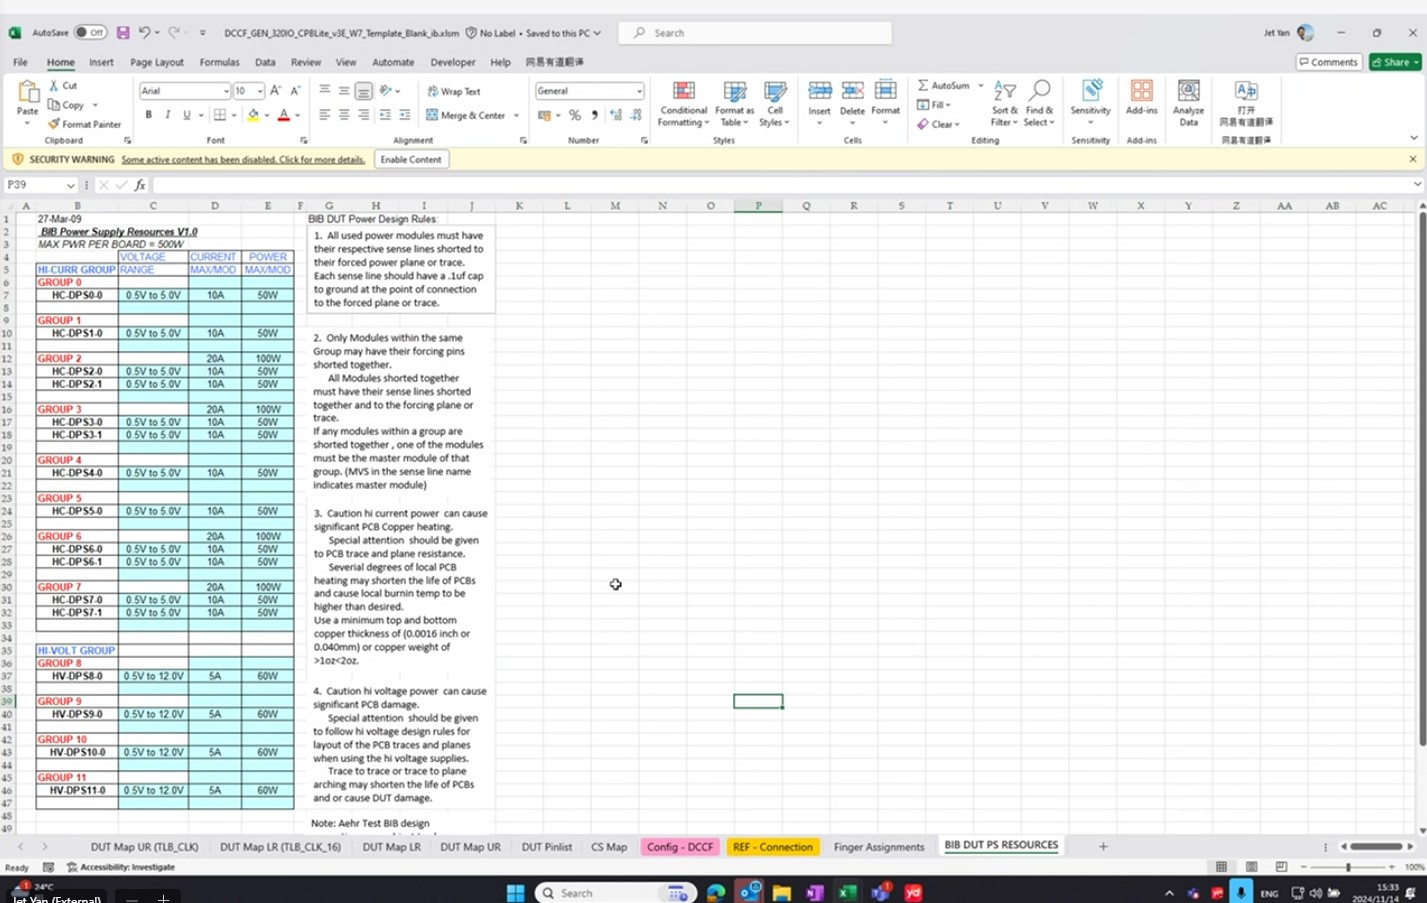 AutoSave Off DCCF_GEN_320IO_CPBLite_v3E_W7_Template_Blank_ib.xlsm No Label • Saved to this PC Search Jet Yan
File Home Insert Page Layout Formulas Data Review View Automate Developer Help 网易有道翻译 Comments Share
Paste Cut Copy Format Painter Clipboard
Arial 10 B I U A A Font
Wrap Text Merge & Center Alignment
General % Number
Conditional Formatting Format as Table Cell Styles Styles
Insert Delete Format Cells
AutoSum Fill Clear Sort & Filter Find & Select Editing
Sensitivity Sensitivity
Add-ins Add-ins
Analyze Data
打开 网易有道翻译 网易有道翻译
SECURITY WARNING Some active content has been disabled. Click for more details. Enable Content
P39 fx
A B C D E F G H I J K L M N O P Q R S T U V W X Y Z AA AB AC
1 27-Mar-09 BIB DUT Power Design Rules:
2 BIB Power Supply Resources V1.0
3 MAX PWR PER BOARD = 500W
4 VOLTAGE CURRENT POWER
5 HI-CURR GROUP RANGE MAX/MOD MAX/MOD
6 GROUP 0
7 HC-DPS0-0 0.5V to 5.0V 10A 50W
8
9 GROUP 1
10 HC-DPS1-0 0.5V to 5.0V 10A 50W
11
12 GROUP 2 20A 100W
13 HC-DPS2-0 0.5V to 5.0V 10A 50W
14 HC-DPS2-1 0.5V to 5.0V 10A 50W
15
16 GROUP 3 20A 100W
17 HC-DPS3-0 0.5V to 5.0V 10A 50W
18 HC-DPS3-1 0.5V to 5.0V 10A 50W
19
20 GROUP 4
21 HC-DPS4-0 0.5V to 5.0V 10A 50W
22
23 GROUP 5
24 HC-DPS5-0 0.5V to 5.0V 10A 50W
25
26 GROUP 6 20A 100W
27 HC-DPS6-0 0.5V to 5.0V 10A 50W
28 HC-DPS6-1 0.5V to 5.0V 10A 50W
29
30 GROUP 7 20A 100W
31 HC-DPS7-0 0.5V to 5.0V 10A 50W
32 HC-DPS7-1 0.5V to 5.0V 10A 50W
33
34
35 HI-VOLT GROUP
36 GROUP 8
37 HV-DPS8-0 0.5V to 12.0V 5A 60W
38
39 GROUP 9
40 HV-DPS9-0 0.5V to 12.0V 5A 60W
41
42 GROUP 10
43 HV-DPS10-0 0.5V to 12.0V 5A 60W
44
45 GROUP 11
46 HV-DPS11-0 0.5V to 12.0V 5A 60W
47
48
49
1. All used power modules must have
their respective sense lines shorted to
their forced power plane or trace.
Each sense line should have a .1uf cap
to ground at the point of connection
to the forced plane or trace.
2. Only Modules within the same
Group may have their forcing pins
shorted together.
All Modules shorted together
must have their sense lines shorted
together and to the forcing plane or
trace.
If any modules within a group are
shorted together , one of the modules
must be the master module of that
group. (MVS in the sense line name
indicates master module)
3. Caution hi current power can cause
significant PCB Copper heating.
Special attention should be given
to PCB trace and plane resistance.
Severial degrees of local PCB
heating may shorten the life of PCBs
and cause local burnin temp to be
higher than desired.
Use a minimum top and bottom
copper thickness of (0.0016 inch or
0.040mm) or copper weight of
>1oz<2oz.
4. Caution hi voltage power can cause
significant PCB damage.
Special attention should be given
to follow hi voltage design rules for
layout of the PCB traces and planes
when using the hi voltage supplies.
Trace to trace or trace to plane
arching may shorten the life of PCBs
and or cause DUT damage.
Note: Aehr Test BIB design
DUT Map UR (TLB_CLK) DUT Map LR (TLB_CLK_16) DUT Map LR DUT Map UR DUT Pinlist CS Map Config - DCCF REF - Connection Finger Assignments BIB DUT PS RESOURCES
Ready Accessibility: Investigate 100%
24°C Search ENG 15:33
Jet Yan (External) 2024/11/14